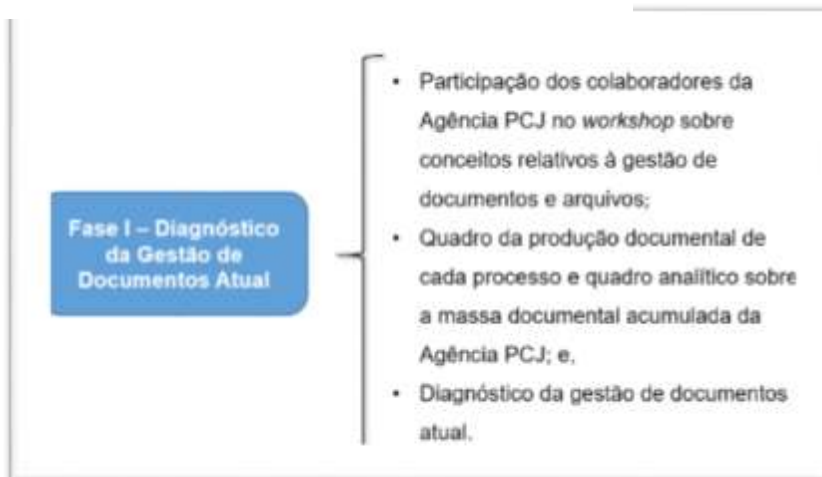 Fase I – Diagnóstico
da Gestão de
Documentos Atual
• Participação dos colaboradores da
Agência PCJ no workshop sobre
conceitos relativos à gestão de
documentos e arquivos;
• Quadro da produção documental de
cada processo e quadro analítico sobre
a massa documental acumulada da
Agência PCJ; e,
• Diagnóstico da gestão de documentos
atual.